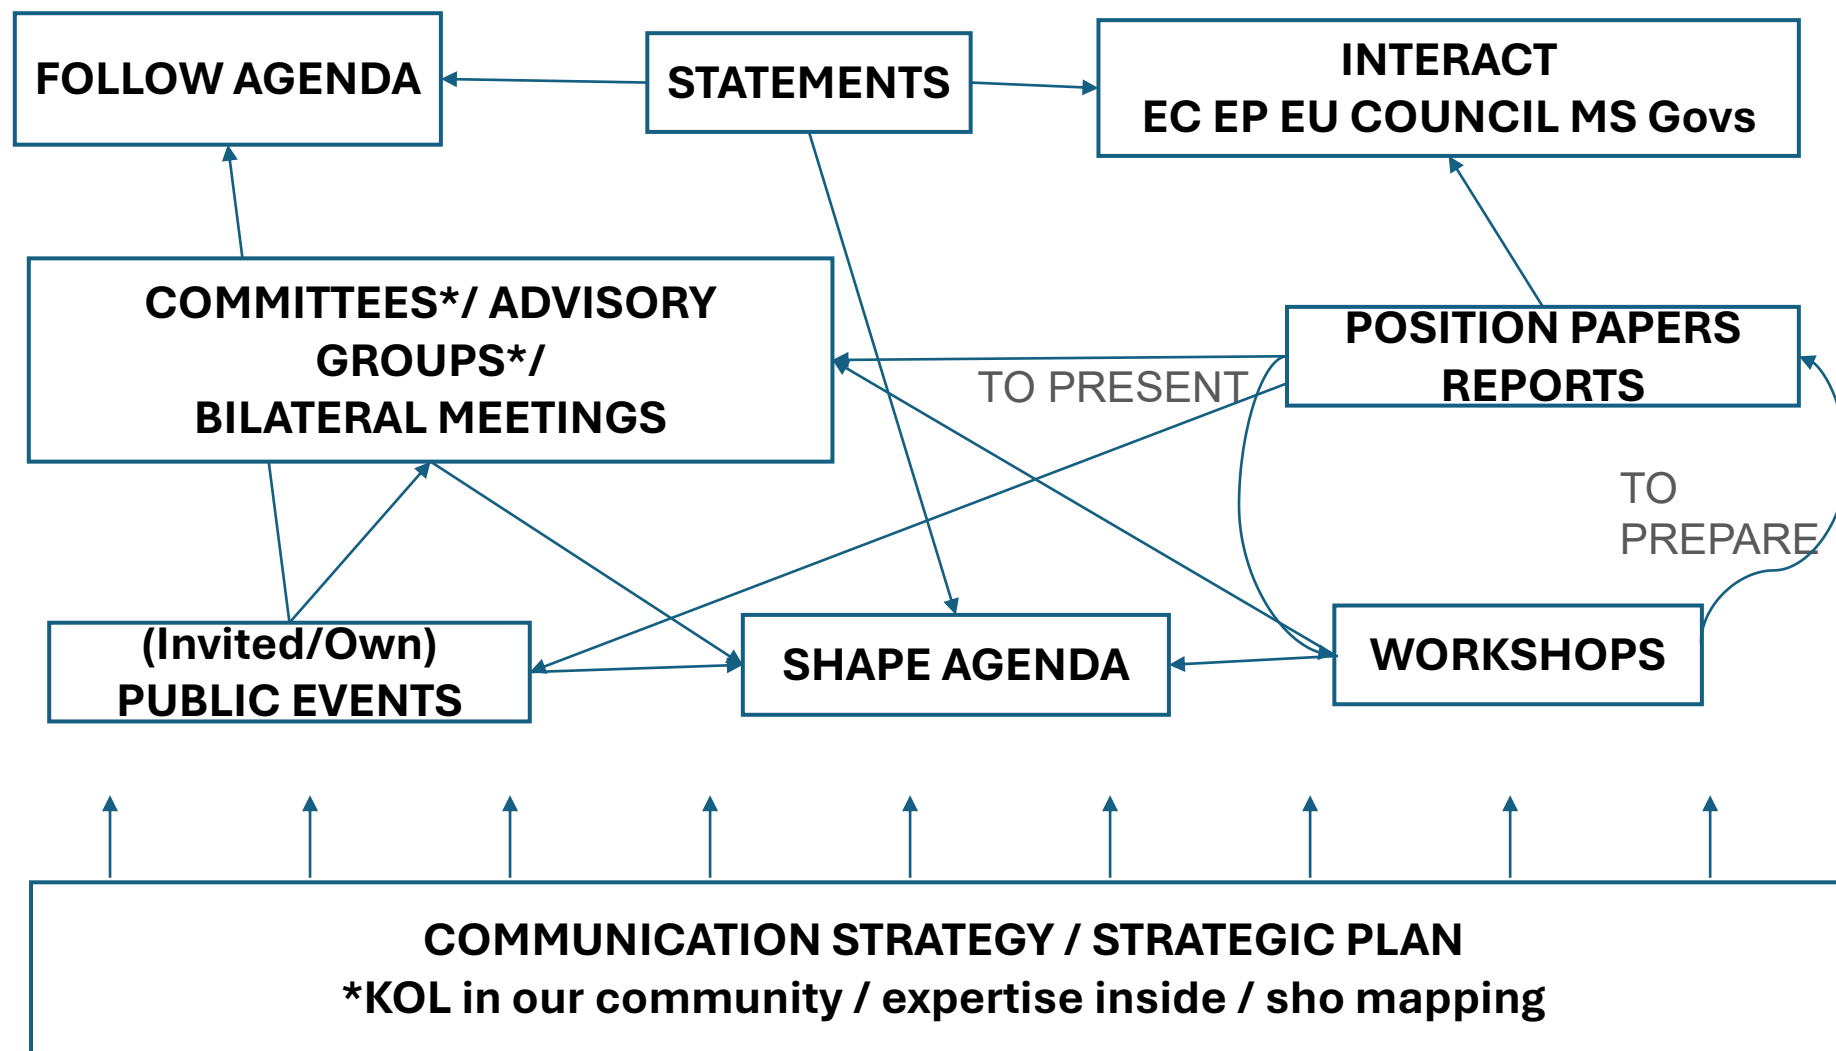 FOLLOW AGENDA
STATEMENTS
INTERACT
EC EP EU COUNCIL MS Govs
COMMITTEES*/ ADVISORY
GROUPS*/
BILATERAL MEETINGS
POSITION PAPERS
REPORTS
TO PRESENT
TO
PREPARE
(Invited/Own)
PUBLIC EVENTS
SHAPE AGENDA
WORKSHOPS
COMMUNICATION STRATEGY / STRATEGIC PLAN
*KOL in our community / expertise inside / sho mapping